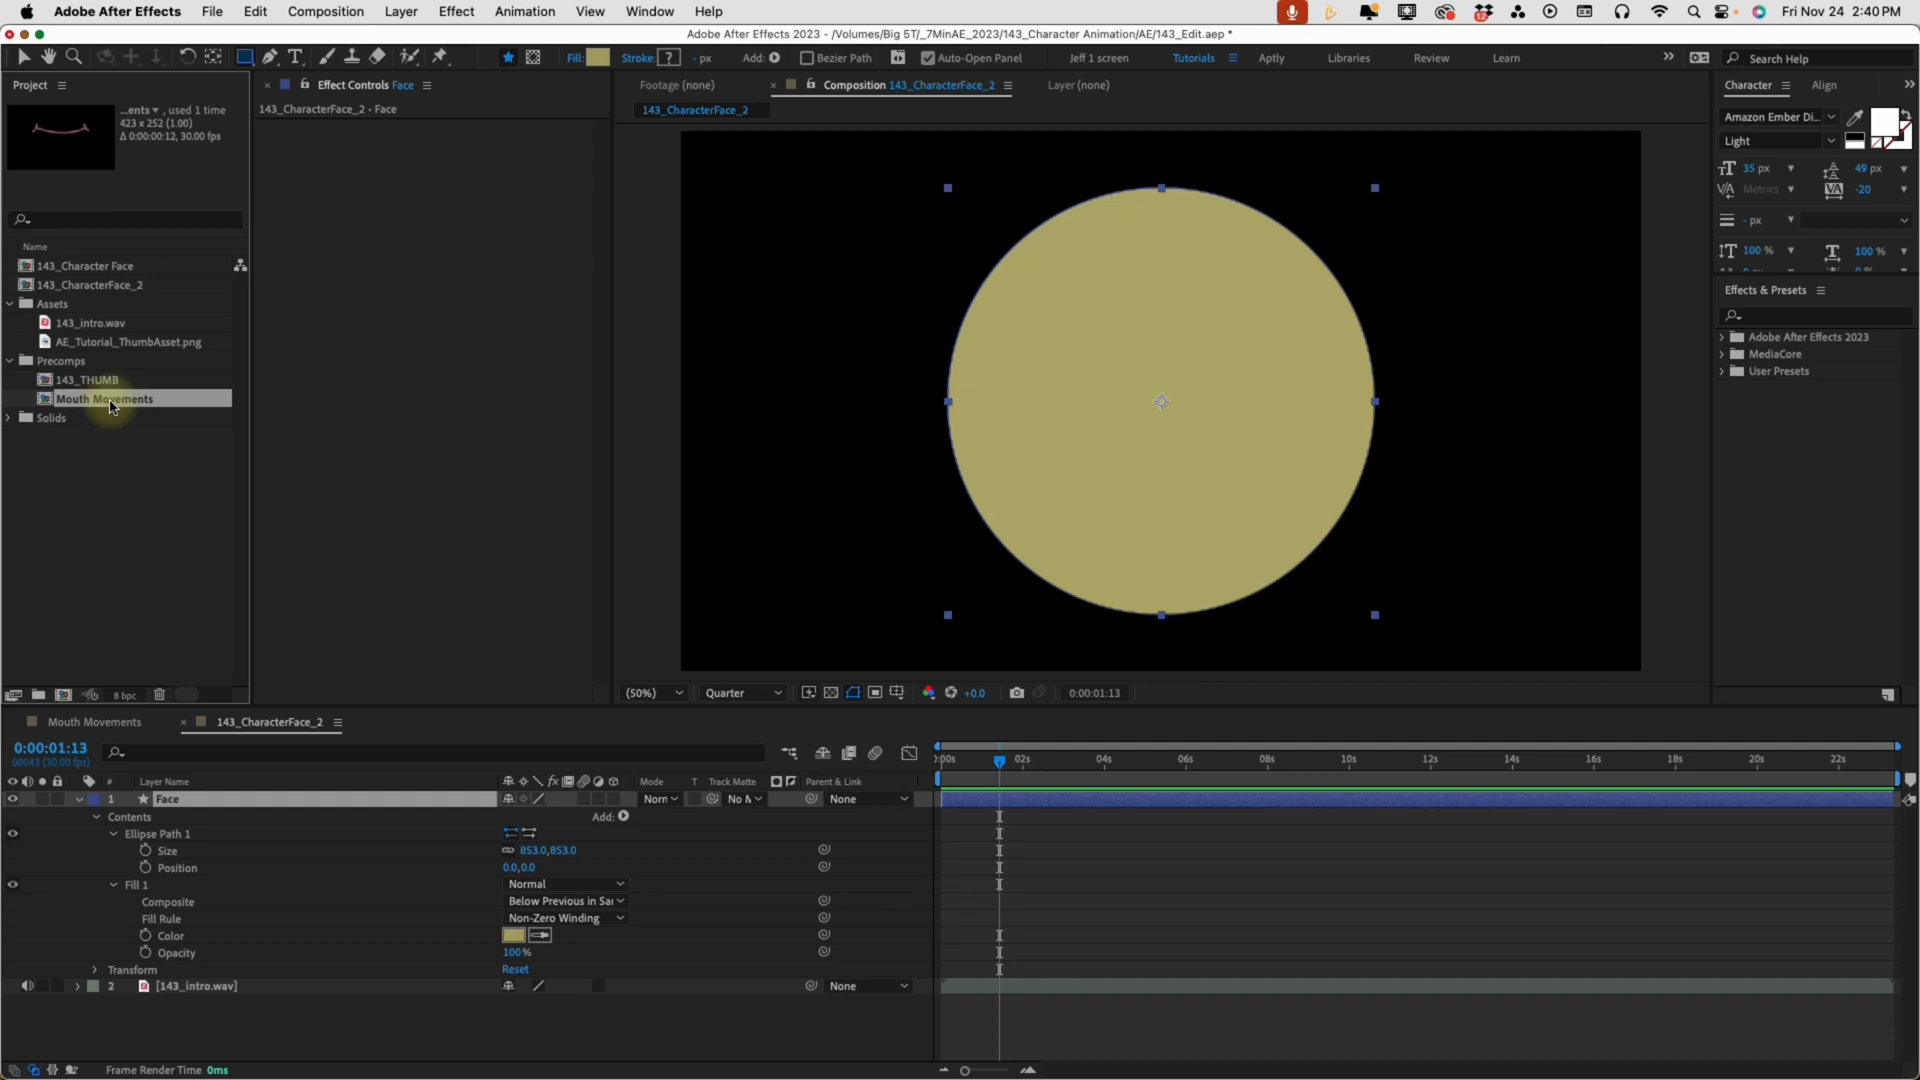 Adobe After Effects File Edit Composition Layer Effect Animation View Window Help Fri Nov 24 2:40 PM
Adobe After Effects 2023 - /Volumes/Big 5T/_7MinAE_2023/143_Character Animation/AE/143_Edit.aep *
Fill: Stroke: ? - px Add: Bezier Path Auto-Open Panel Jeff 1 screen Tutorials Aptly Libraries Review Learn Search Help
Project Effect Controls Face Footage (none) Composition 143_CharacterFace_2 Layer (none) Character Align
...ents , used 1 time
423 x 252 (1.00)
Δ 0:00:00:12, 30.00 fps
143_CharacterFace_2 • Face
143_CharacterFace_2
Amazon Ember Di...
Light
35 px 49 px
Metrics -20
- px
100 % 100 %
Name
143_Character Face
143_CharacterFace_2
Assets
143_intro.wav
AE_Tutorial_ThumbAsset.png
Precomps
143_THUMB
Mouth Movements
Solids
Effects & Presets
Adobe After Effects 2023
MediaCore
User Presets
8 bpc
(50%) Quarter +0.0 0:00:01:13
Mouth Movements 143_CharacterFace_2
0:00:01:13
00043 (30.00 fps)
# Layer Name Mode T Track Matte Parent & Link
:00s 02s 04s 06s 08s 10s 12s 14s 16s 18s 20s 22s
1 Face Norn No M None
Contents Add:
Ellipse Path 1
Size 853.0,853.0
Position 0.0,0.0
Fill 1 Normal
Composite Below Previous in Sai
Fill Rule Non-Zero Winding
Color
Opacity 100%
Transform Reset
2 [143_intro.wav] None
Frame Render Time 0ms